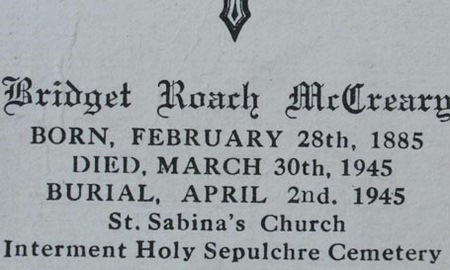 Bridget Roach McCreary
BORN, FEBRUARY 28th, 1885
DIED, MARCH 30th, 1945
BURIAL, APRIL 2nd. 1945
St. Sabina's Church
Interment Holy Sepulchre Cemetery